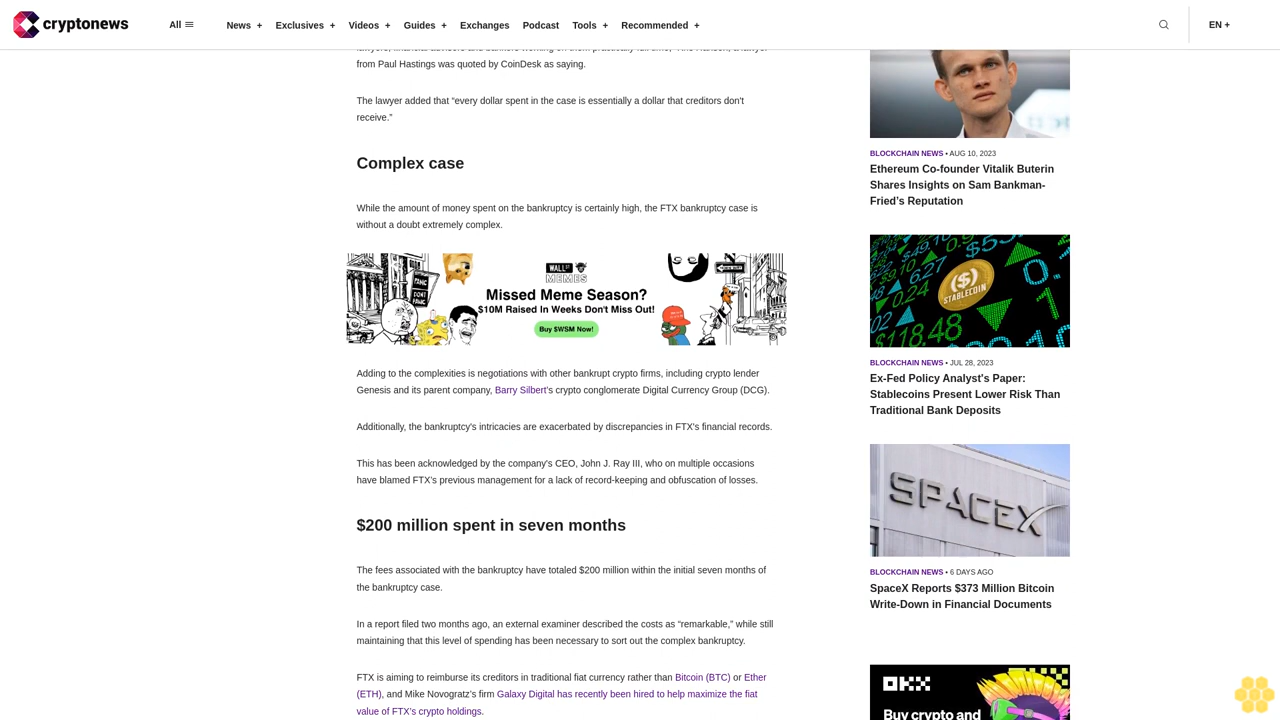 cryptonews
All
News +
Exclusives +
Videos +
Guides +
Exchanges
Podcast
Tools +
Recommended +
EN +
from Paul Hastings was quoted by CoinDesk as saying.
The lawyer added that “every dollar spent in the case is essentially a dollar that creditors don't
receive.”
Complex case
While the amount of money spent on the bankruptcy is certainly high, the FTX bankruptcy case is
without a doubt extremely complex.
PANIC
DON'T
PANIC
WALL ST
MEMES
Missed Meme Season?
$10M Raised In Weeks Don't Miss Out!
Buy $WSM Now!
Adding to the complexities is negotiations with other bankrupt crypto firms, including crypto lender
Genesis and its parent company, Barry Silbert's crypto conglomerate Digital Currency Group (DCG).
Additionally, the bankruptcy's intricacies are exacerbated by discrepancies in FTX's financial records.
This has been acknowledged by the company's CEO, John J. Ray III, who on multiple occasions
have blamed FTX's previous management for a lack of record-keeping and obfuscation of losses.
$200 million spent in seven months
The fees associated with the bankruptcy have totaled $200 million within the initial seven months of
the bankruptcy case.
In a report filed two months ago, an external examiner described the costs as “remarkable,” while still
maintaining that this level of spending has been necessary to sort out the complex bankruptcy.
FTX is aiming to reimburse its creditors in traditional fiat currency rather than Bitcoin (BTC) or Ether
(ETH), and Mike Novogratz's firm Galaxy Digital has recently been hired to help maximize the fiat
value of FTX's crypto holdings.
BLOCKCHAIN NEWS • AUG 10, 2023
Ethereum Co-founder Vitalik Buterin
Shares Insights on Sam Bankman-
Fried's Reputation
6.27
0.24
STABLECOIN
$118.48
BLOCKCHAIN NEWS • JUL 28, 2023
Ex-Fed Policy Analyst's Paper:
Stablecoins Present Lower Risk Than
Traditional Bank Deposits
SPACEX
BLOCKCHAIN NEWS • 6 DAYS AGO
SpaceX Reports $373 Million Bitcoin
Write-Down in Financial Documents
OKX
Buy crypto and